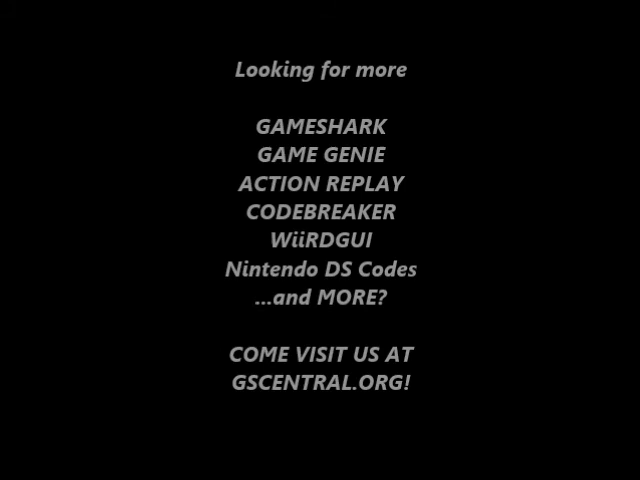 Looking for more
GAMESHARK
GAME GENIE
ACTION REPLAY
CODEBREAKER
WiiRDGUI
Nintendo DS Codes
...and MORE?
COME VISIT US AT
GSCENTRAL.ORG!